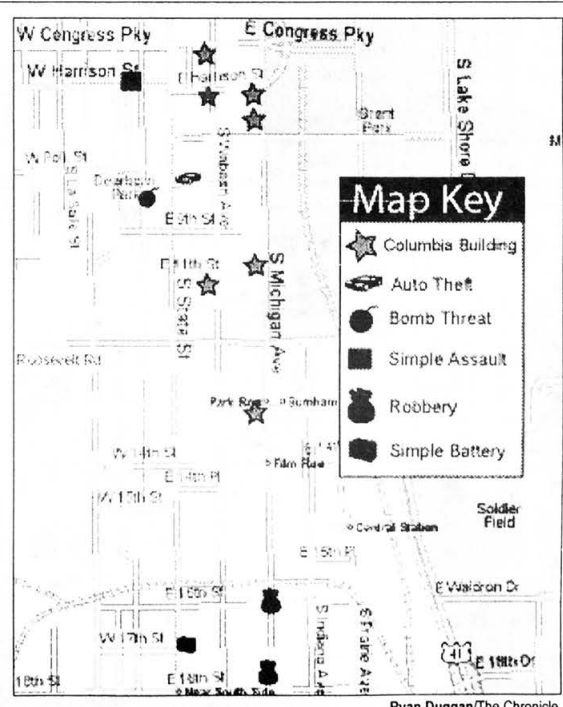 W Congress Pky
E Congress Pky
W Harrison St
E Harrison St
S Lake Shore
Grant
Park
W Polk St
S Wabash Ave
Dearborn
Park
S La Salle St
E 9th St
Map Key
Columbia Building
E 11th St
S Michigan Ave
Auto Theft
S State St
Bomb Threat
Roosevelt Rd
Simple Assault
Park Row
Burnham
Robbery
W 14th St
Film Row
Simple Battery
E 14th Pl
W 15th St
Soldier
Field
Central Station
E 15th Pl
E 16th St
E Waldron Dr
W 17th St
S Indiana Ave
S Prairie Ave
41
E 18th Dr
18th St
E 18th St
Near South Side
Ryan Duggan/The Chronicle